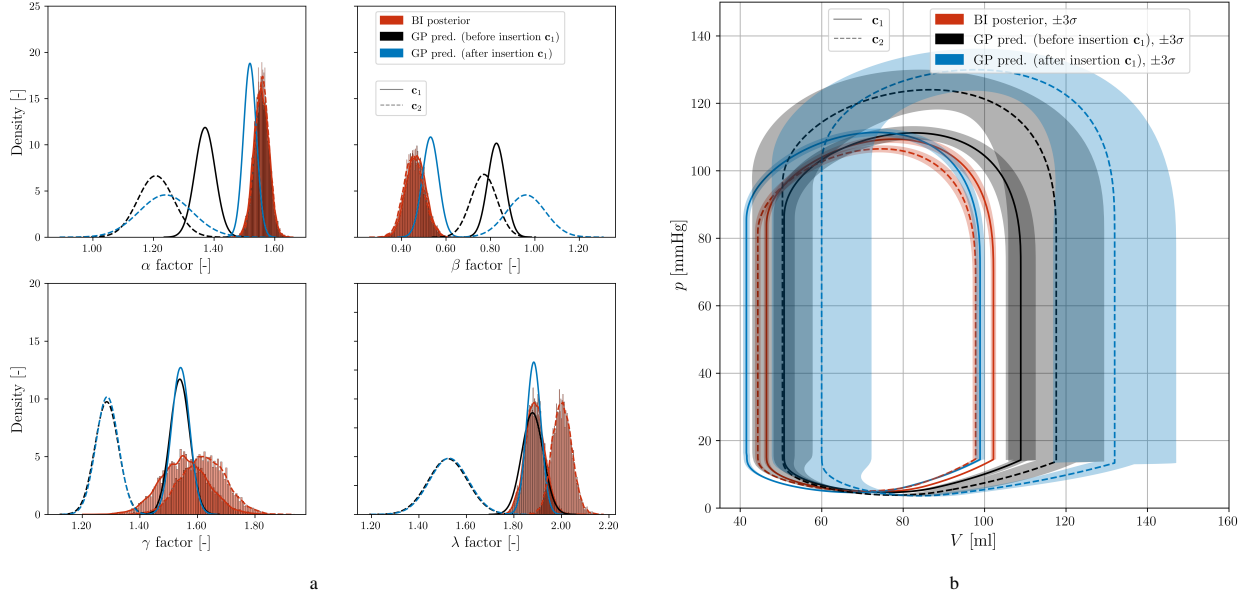 25
20
15
10
5
0
Density [-]
1.00
1.20
1.40
1.60
α factor [-]
BI posterior
GP pred. (before insertion c₁)
GP pred. (after insertion c₁)
c₁
c₂
0.40
0.60
0.80
1.00
1.20
β factor [-]
20
15
10
5
0
Density [-]
1.20
1.40
1.60
1.80
γ factor [-]
1.20
1.40
1.60
1.80
2.00
2.20
λ factor [-]
a
140
120
100
80
60
40
20
0
p [mmHg]
c₁
c₂
BI posterior, ±3σ
GP pred. (before insertion c₁), ±3σ
GP pred. (after insertion c₁), ±3σ
40
60
80
100
120
140
160
V [ml]
b